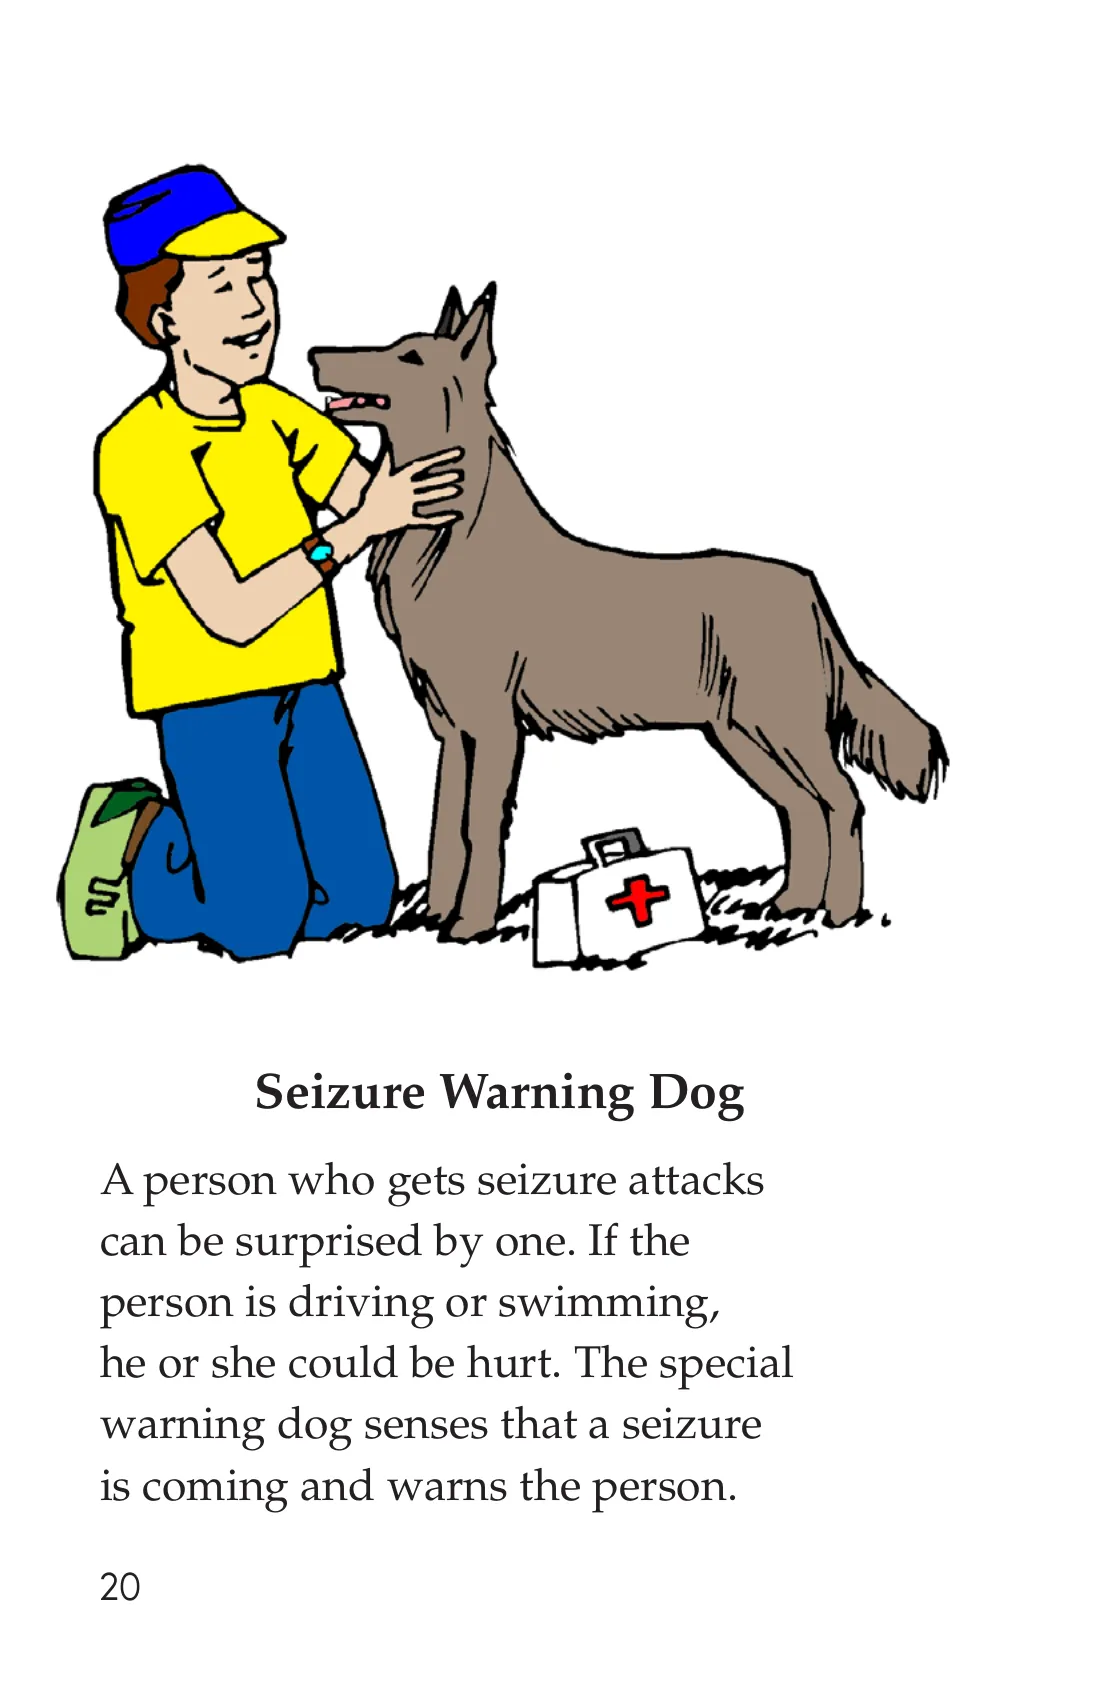 Seizure Warning Dog
A person who gets seizure attacks
can be surprised by one. If the
person is driving or swimming,
he or she could be hurt. The special
warning dog senses that a seizure
is coming and warns the person.
20